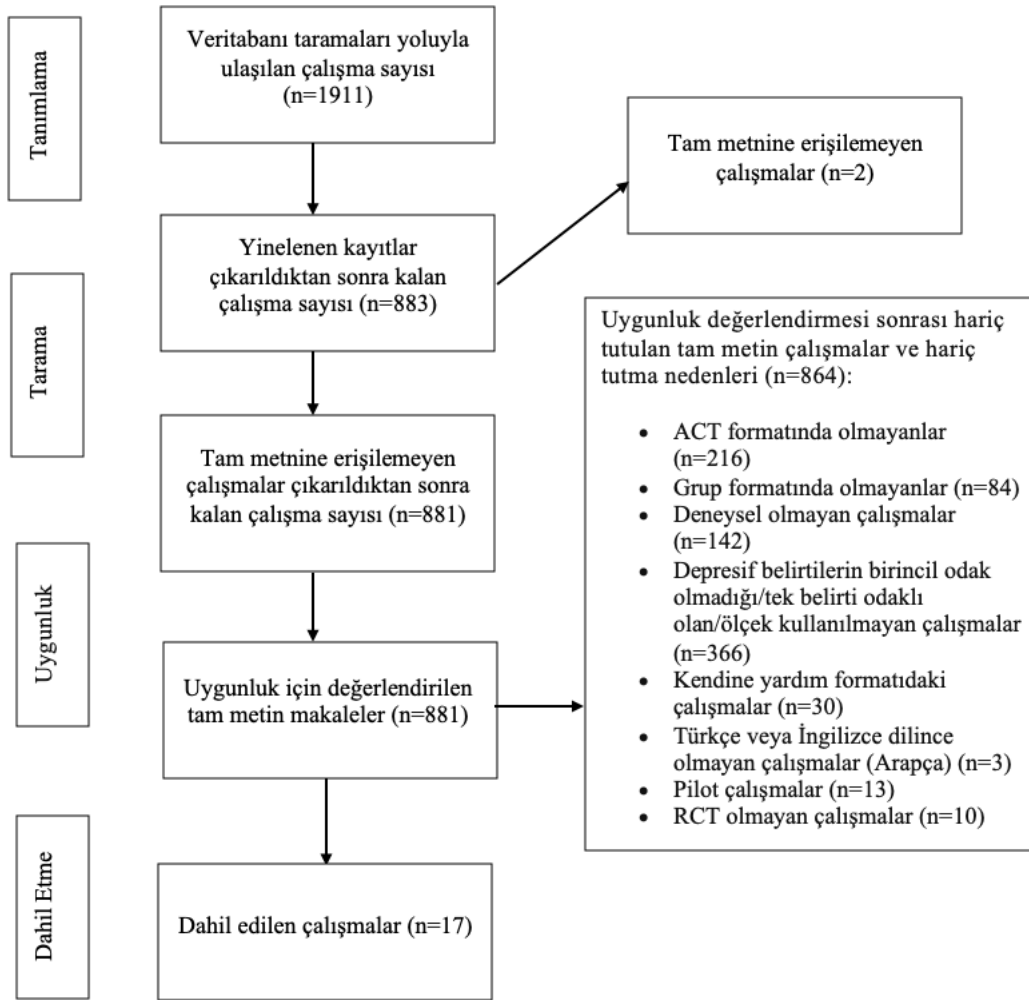 Tanımlama
Veritabanı taramaları yoluyla
ulaşılan çalışma sayısı
(n=1911)
Tam metnine erişilemeyen
çalışmalar (n=2)
Tarama
Yinelenen kayıtlar
çıkarıldıktan sonra kalan
çalışma sayısı (n=883)
Tam metnine erişilemeyen
çalışmalar çıkarıldıktan sonra
kalan çalışma sayısı (n=881)
Uygunluk değerlendirmesi sonrası hariç
tutulan tam metin çalışmalar ve hariç
tutma nedenleri (n=864):
• ACT formatında olmayanlar
(n=216)
• Grup formatında olmayanlar (n=84)
• Deneysel olmayan çalışmalar
(n=142)
• Depresif belirtilerin birincil odak
olmadığı/tek belirti odaklı
olan/ölçek kullanılmayan çalışmalar
(n=366)
• Kendine yardım formatıdaki
çalışmalar (n=30)
• Türkçe veya İngilizce dilince
olmayan çalışmalar (Arapça) (n=3)
• Pilot çalışmalar (n=13)
• RCT olmayan çalışmalar (n=10)
Uygunluk
Uygunluk için değerlendirilen
tam metin makaleler (n=881)
Dahil Etme
Dahil edilen çalışmalar (n=17)